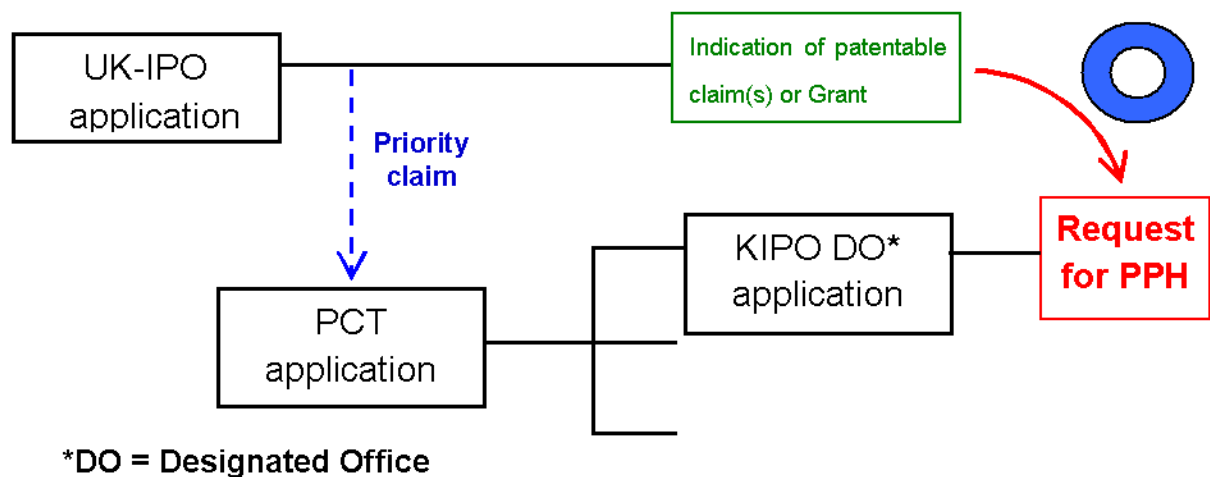 UK-IPO
application
Indication of patentable
claim(s) or Grant
Priority
claim
Request
for PPH
KIPO DO*
application
PCT
application
*DO = Designated Office